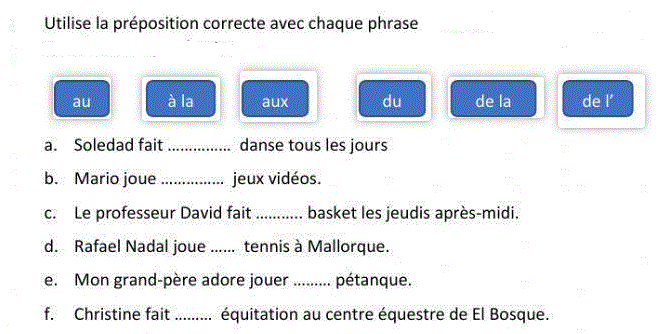 Utilise la préposition correcte avec chaque phrase
au à la aux du de la de l'
a. Soledad fait ............... danse tous les jours
b. Mario joue ............... jeux vidéos.
c. Le professeur David fait ........... basket les jeudis après-midi.
d. Rafael Nadal joue ...... tennis à Mallorque.
e. Mon grand-père adore jouer ......... pétanque.
f. Christine fait ......... équitation au centre équestre de El Bosque.